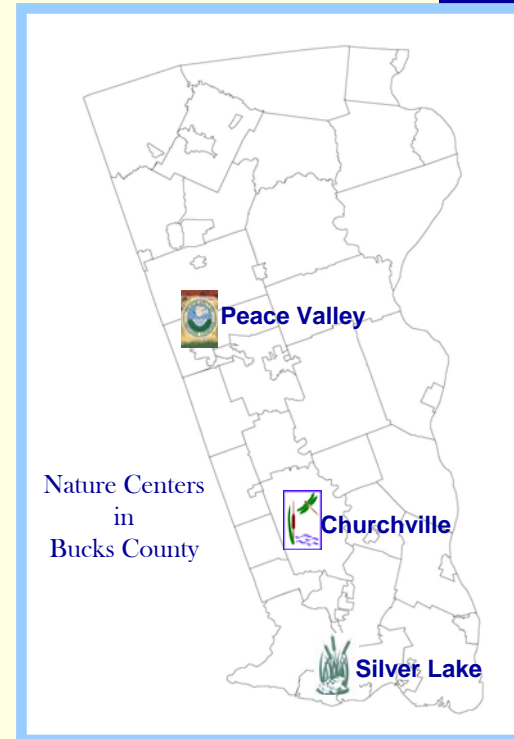 Peace Valley
Nature Centers
in
Bucks County
Churchville
Silver Lake